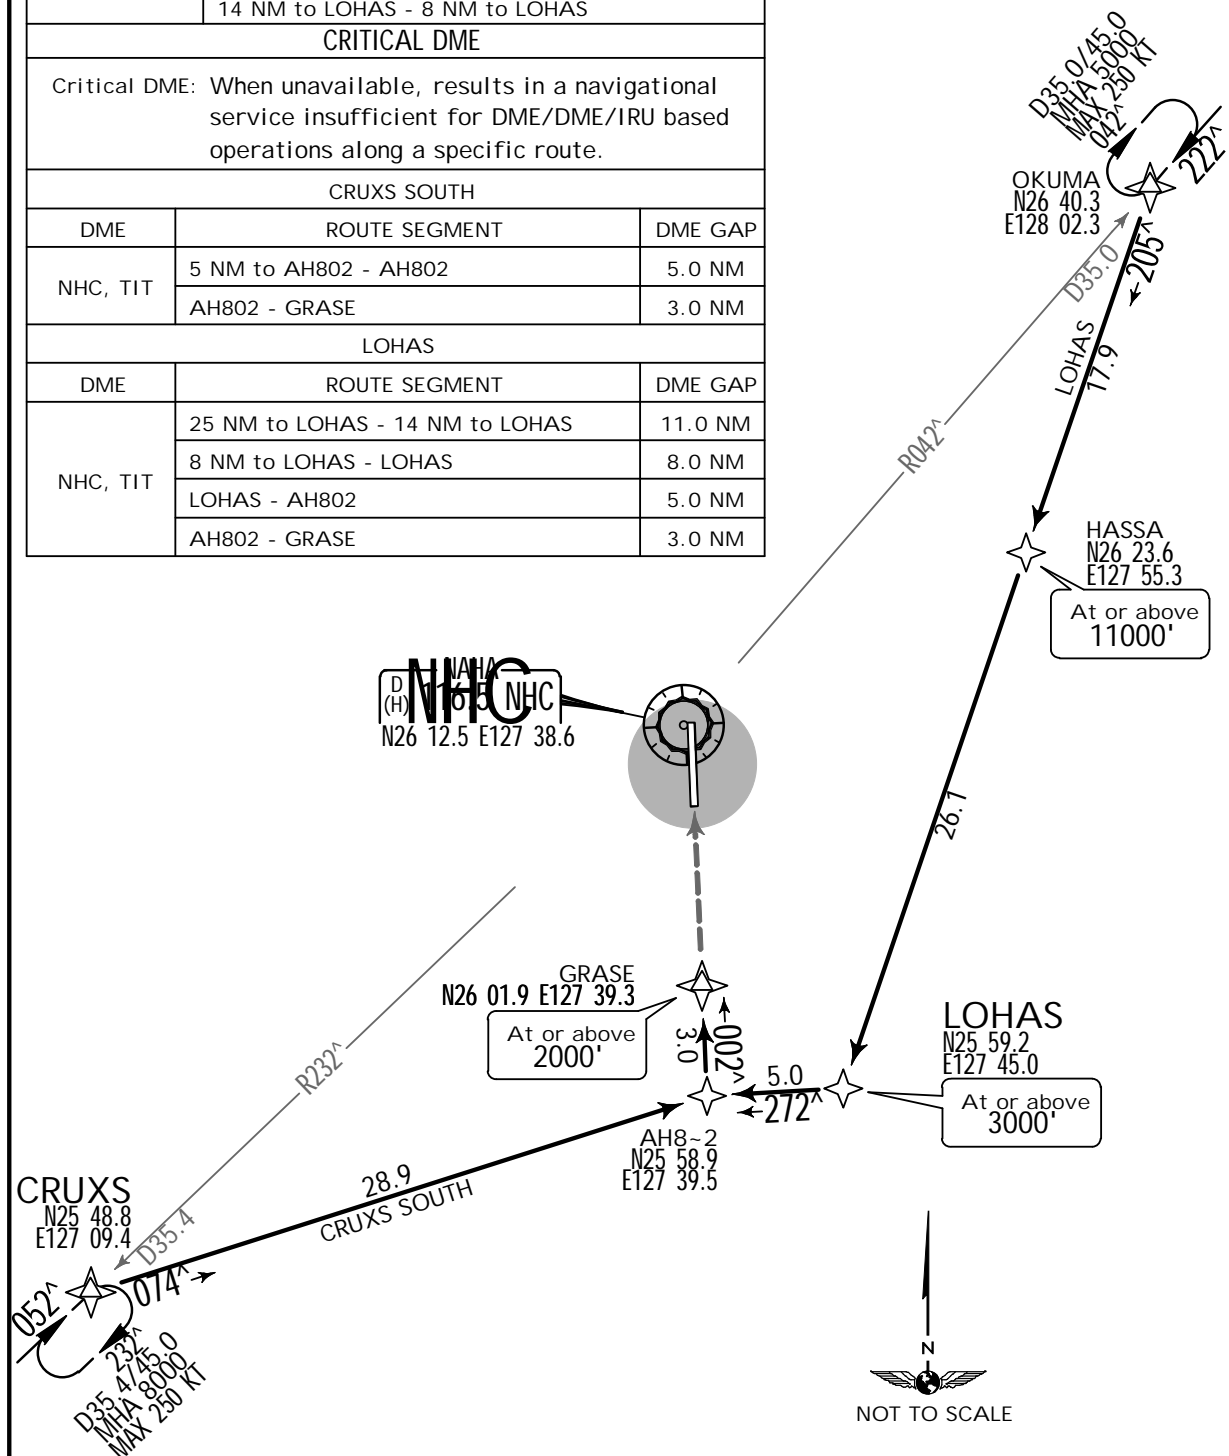 14 NM to LOHAS - 8 NM to LOHAS
CRITICAL DME
Critical DME: When unavailable, results in a navigational
service insufficient for DME/DME/IRU based
operations along a specific route.
CRUXS SOUTH
DME ROUTE SEGMENT DME GAP
NHC, TIT
5 NM to AH802 - AH802 5.0 NM
AH802 - GRASE 3.0 NM
LOHAS
DME ROUTE SEGMENT DME GAP
NHC, TIT
25 NM to LOHAS - 14 NM to LOHAS 11.0 NM
8 NM to LOHAS - LOHAS 8.0 NM
LOHAS - AH802 5.0 NM
AH802 - GRASE 3.0 NM
D35.0/45.0
MHA 5000
MAX 250 KT
042^
222^
OKUMA
N26 40.3
E128 02.3
205^
D35.0
LOHAS
17.9
R042^
HASSA
N26 23.6
E127 55.3
At or above
11000'
NAHA
D
(H)
116.5 NHC
NHC
N26 12.5 E127 38.6
26.1
GRASE
N26 01.9 E127 39.3
At or above
2000'
3.0
002^
LOHAS
N25 59.2
E127 45.0
At or above
3000'
5.0
272^
AH8~2
N25 58.9
E127 39.5
R232^
28.9
CRUXS SOUTH
CRUXS
N25 48.8
E127 09.4
D35.4
074^
052^
232^
D35.4/45.0
MHA 8000
MAX 250 KT
N
NOT TO SCALE